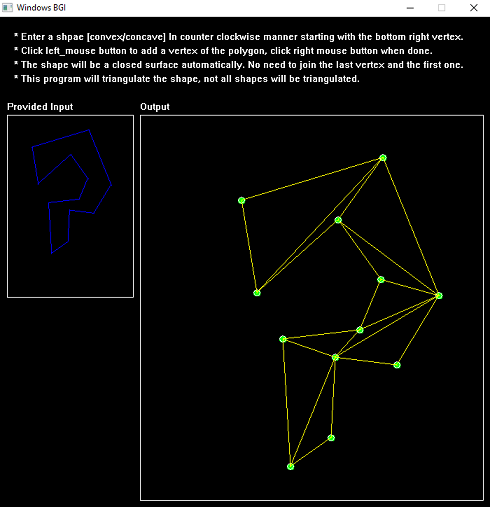 Windows BGI
* Enter a shpae [convex/concave] In counter clockwise manner starting with the bottom right vertex.
* Click left_mouse button to add a vertex of the polygon, click right mouse button when done.
* The shape will be a closed surface automatically. No need to join the last vertex and the first one.
* This program will triangulate the shape, not all shapes will be triangulated.
Provided Input
Output